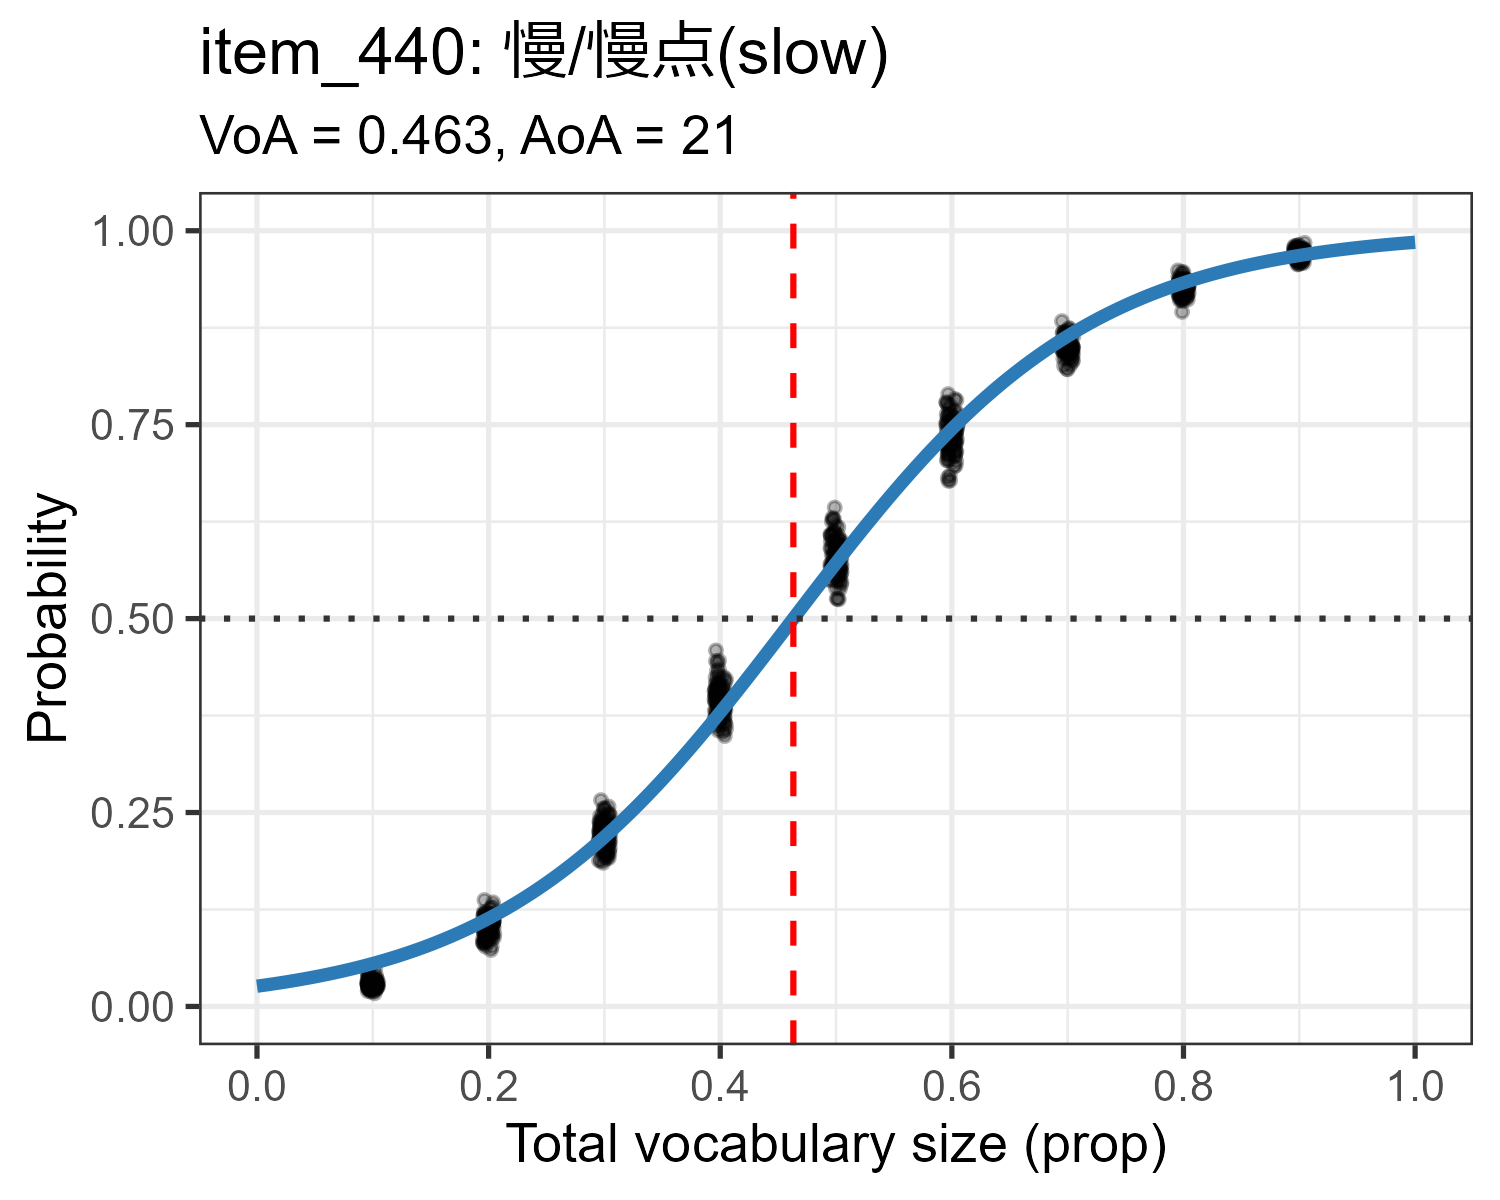 item_440: 慢/慢点(slow)
VoA = 0.463, AoA = 21
Probability
1.00
0.75
0.50
0.25
0.00
0.0 0.2 0.4 0.6 0.8 1.0
Total vocabulary size (prop)